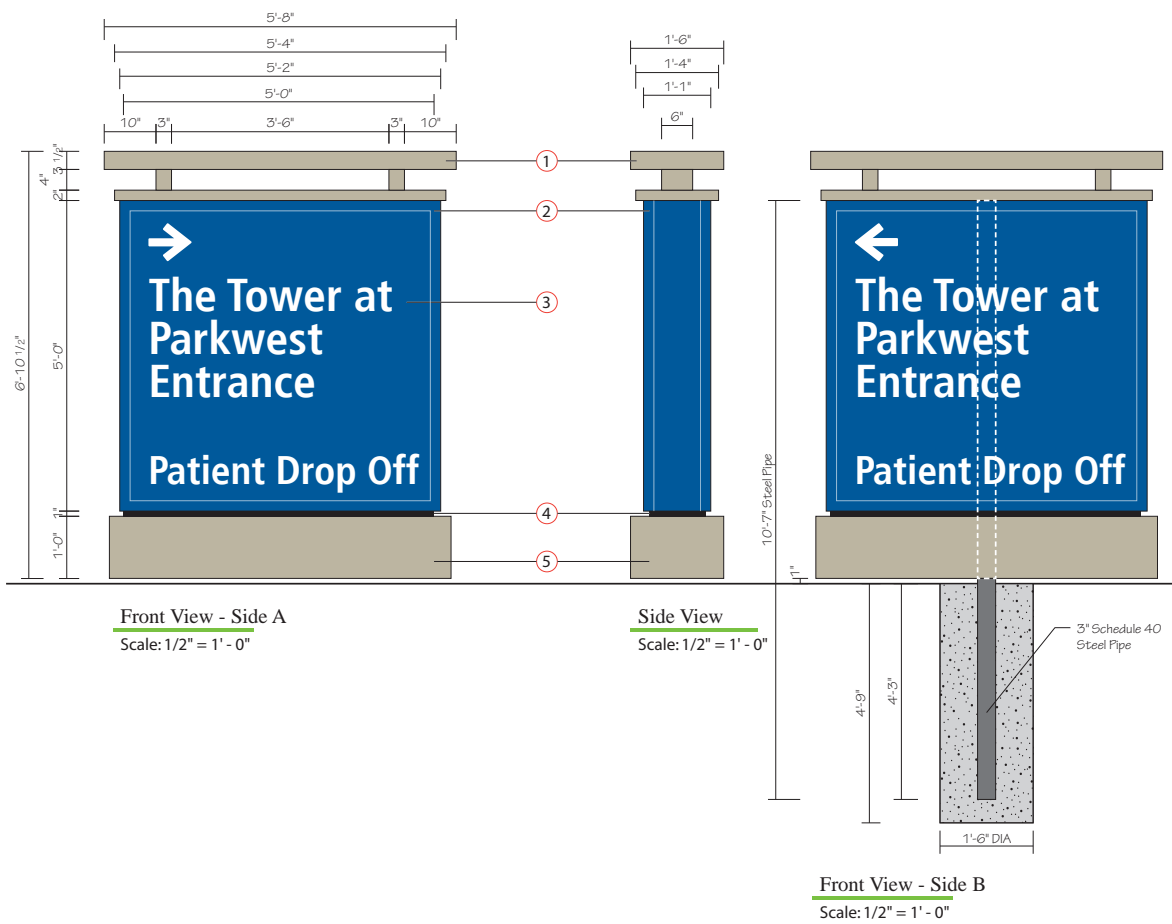 5'-8"
5'-4"
5'-2"
5'-0"
10" 3" 3'-6" 3" 10"
1'-6"
1'-4"
1'-1"
6"
3 1/2"
4"
2"
6'-10 1/2"
5'-0"
1"
1'-0"
1
2
3
4
5
The Tower at
Parkwest
Entrance
Patient Drop Off
The Tower at
Parkwest
Entrance
Patient Drop Off
10'-7" Steel Pipe
1"
Front View - Side A
Scale: 1/2" = 1' - 0"
Side View
Scale: 1/2" = 1' - 0"
3" Schedule 40
Steel Pipe
4'-9"
4'-3"
1'-6" DIA
Front View - Side B
Scale: 1/2" = 1' - 0"